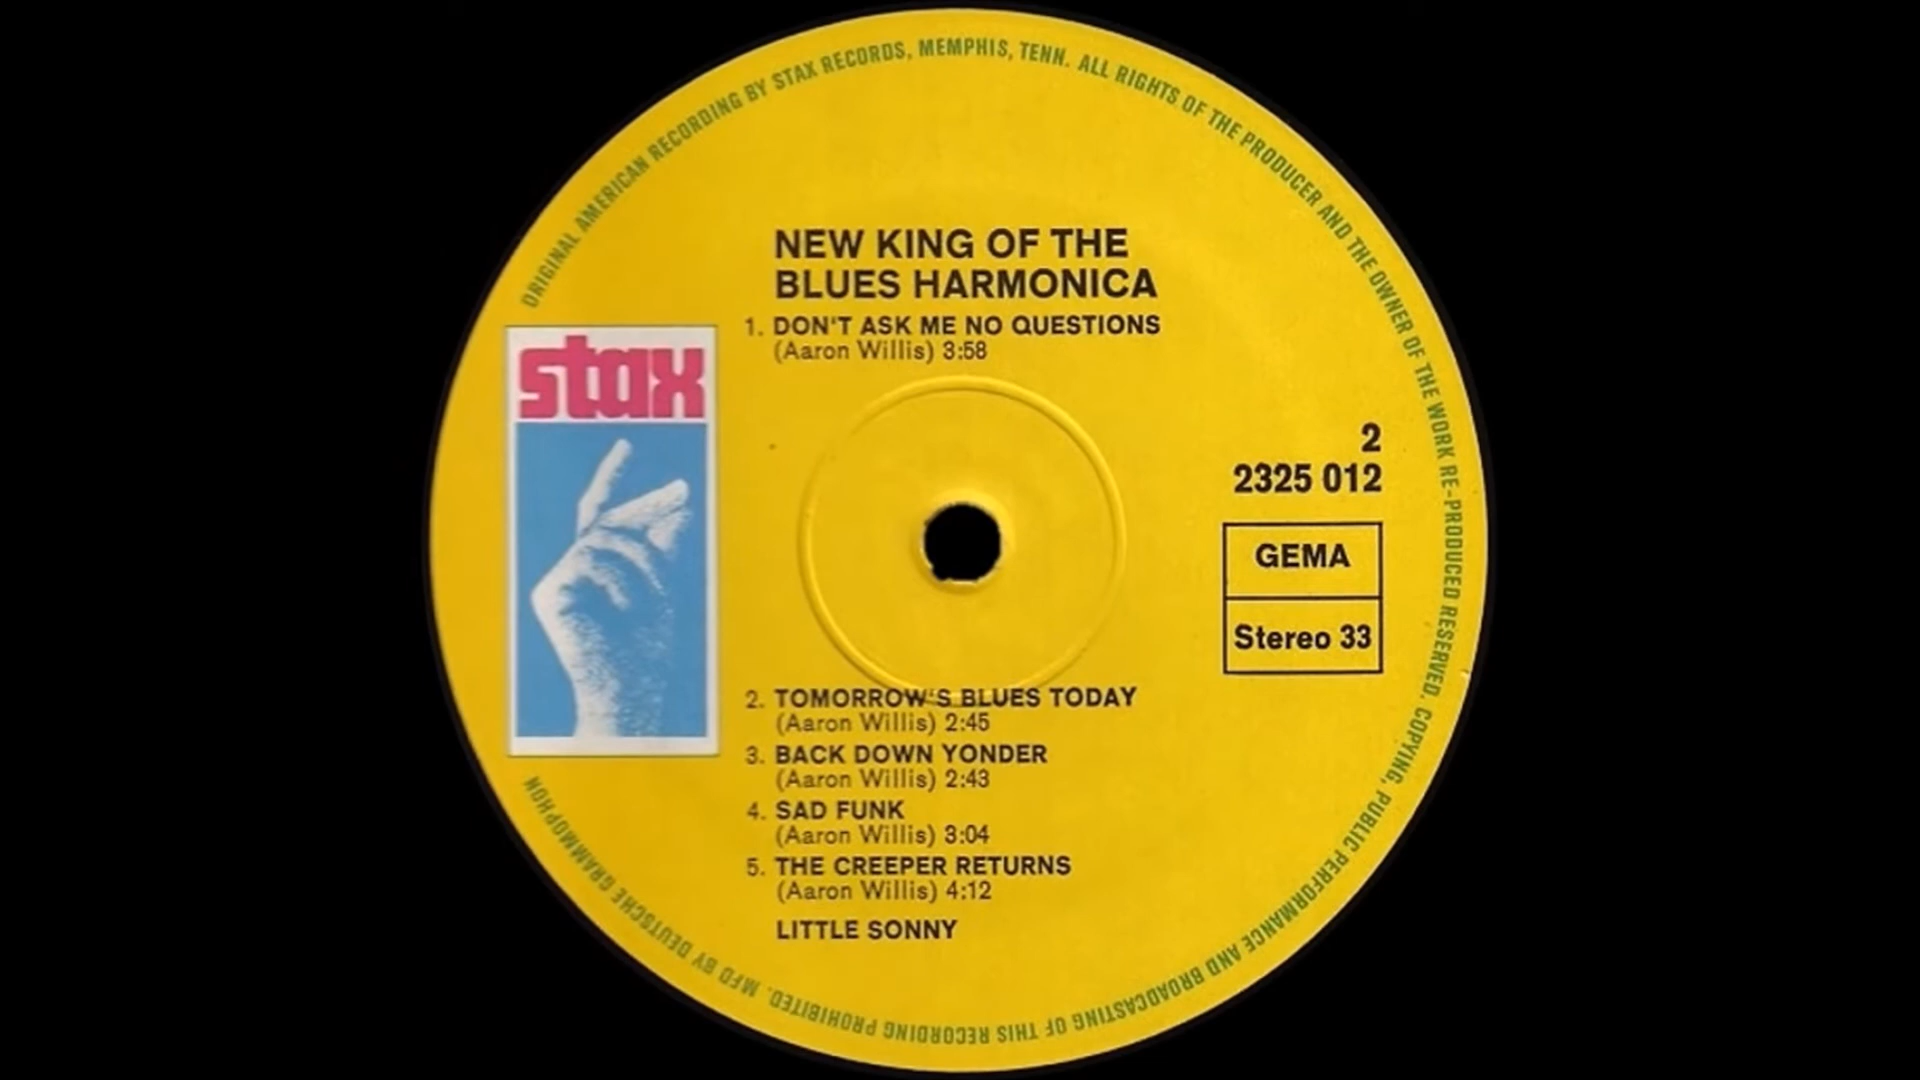 ORIGINAL AMERICAN RECORDING BY STAX RECORDS, MEMPHIS, TENN. ALL RIGHTS OF THE PRODUCER AND THE OWNER OF THE WORK RE-PRODUCED RESERVED. COPYING, PUBLIC PERFORMANCE AND BROADCASTING OF THIS RECORDING PROHIBITED. MFD BY DEUTSCHE GRAMMOPHON
stax
NEW KING OF THE
BLUES HARMONICA
1. DON'T ASK ME NO QUESTIONS
(Aaron Willis) 3:58
2
2325 012
GEMA
Stereo 33
2. TOMORROW'S BLUES TODAY
(Aaron Willis) 2:45
3. BACK DOWN YONDER
(Aaron Willis) 2:43
4. SAD FUNK
(Aaron Willis) 3:04
5. THE CREEPER RETURNS
(Aaron Willis) 4:12
LITTLE SONNY